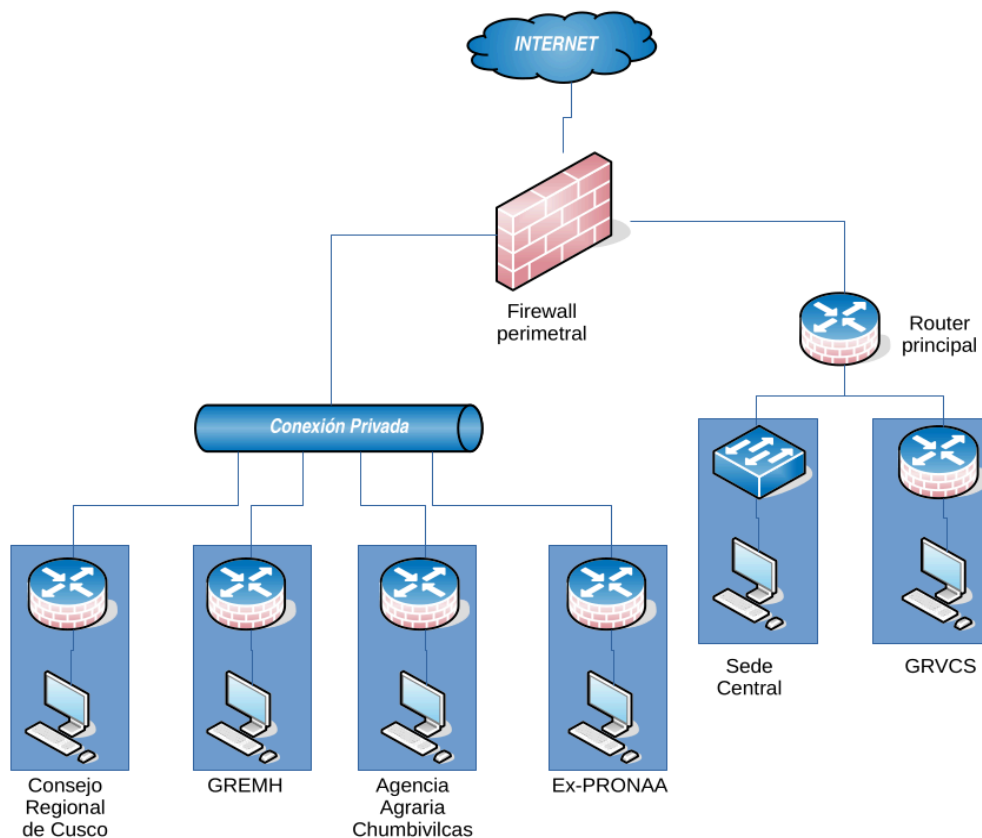 INTERNET
Firewall
perimetral
Router
principal
Conexión Privada
Sede
Central
GRVCS
Consejo
Regional
de Cusco
GREMH
Agencia
Agraria
Chumbivilcas
Ex-PRONAA